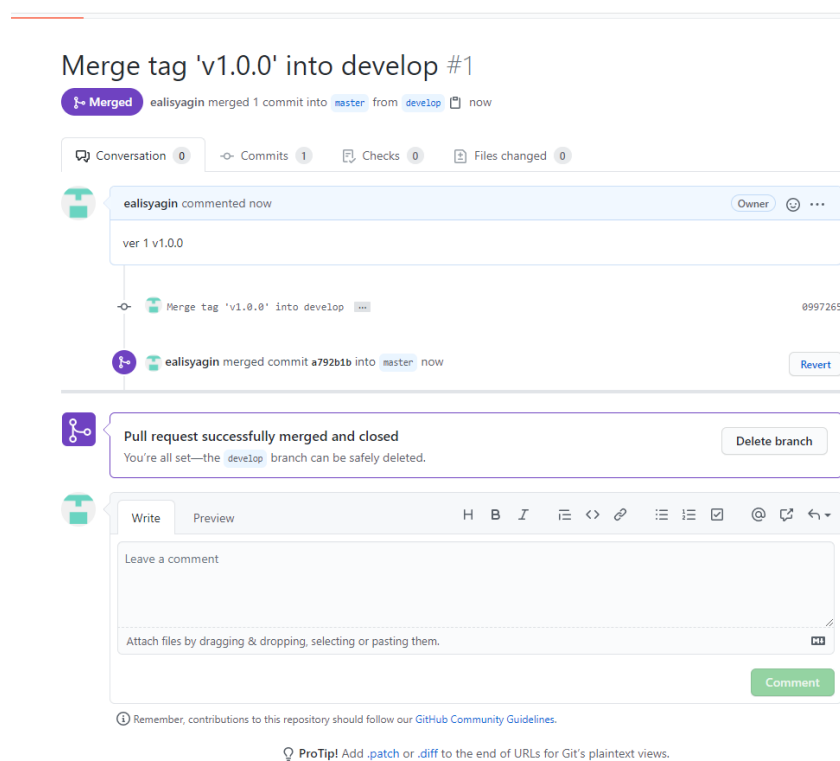 Merge tag 'v1.0.0' into develop #1
Merged ealisyagin merged 1 commit into master from develop now
Conversation 0 Commits 1 Checks 0 Files changed 0
ealisyagin commented now Owner
ver 1 v1.0.0
Merge tag 'v1.0.0' into develop ... 0997265
ealisyagin merged commit a792b1b into master now Revert
Pull request successfully merged and closed
You're all set—the develop branch can be safely deleted. Delete branch
Write Preview H B I
Leave a comment
Attach files by dragging & dropping, selecting or pasting them.
Comment
Remember, contributions to this repository should follow our GitHub Community Guidelines.
ProTip! Add .patch or .diff to the end of URLs for Git's plaintext views.